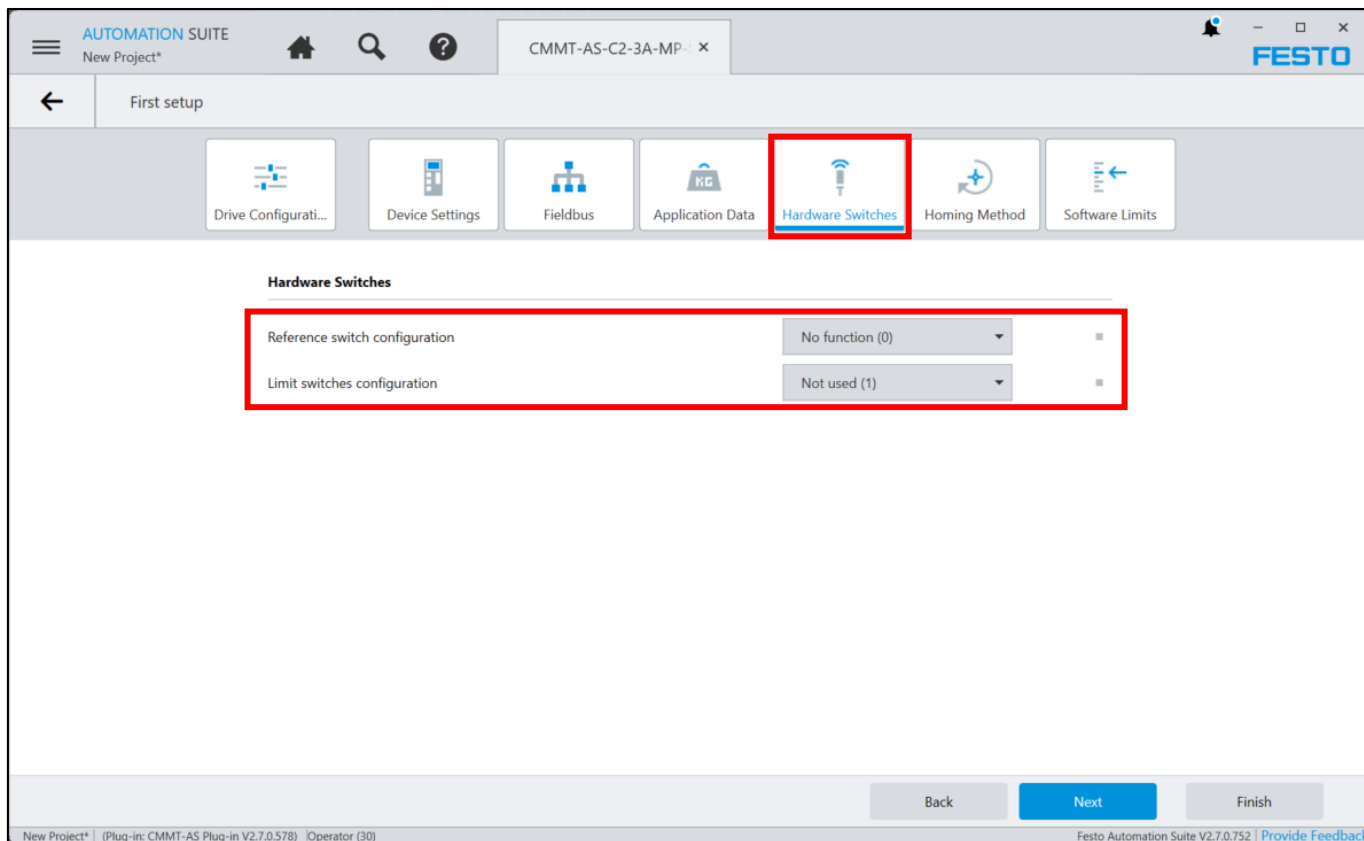 AUTOMATION SUITE
New Project*
CMMT-AS-C2-3A-MP-
FESTO
First setup
Drive Configurati...
Device Settings
Fieldbus
KG
Application Data
Hardware Switches
Homing Method
Software Limits
Hardware Switches
Reference switch configuration
No function (0)
Limit switches configuration
Not used (1)
Back
Next
Finish
New Project* (Plug-in: CMMT-AS Plug-in V2.7.0.578) Operator (30)
Festo Automation Suite V2.7.0.752 Provide Feedback